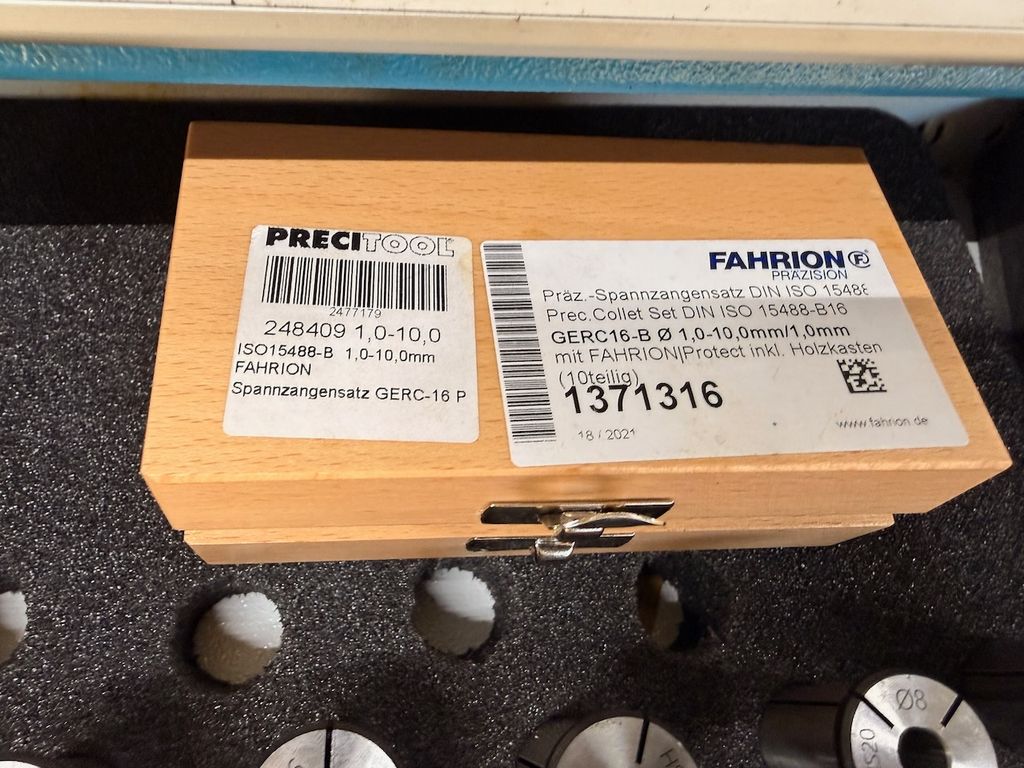 PRECITOOL
2477179
248409 1,0-10,0
ISO15488-B 1,0-10,0mm
FAHRION
Spannzangensatz GERC-16 P
FAHRION
PRÄZISION
Präz.-Spannzangensatz DIN ISO 15488
Prec.Collet Set DIN ISO 15488-B16
GERC16-B Ø 1,0-10,0mm/1,0mm
mit FAHRION|Protect inkl. Holzkasten
(10teilig)
1371316
18 / 2021
www.fahrion.de
Ø8